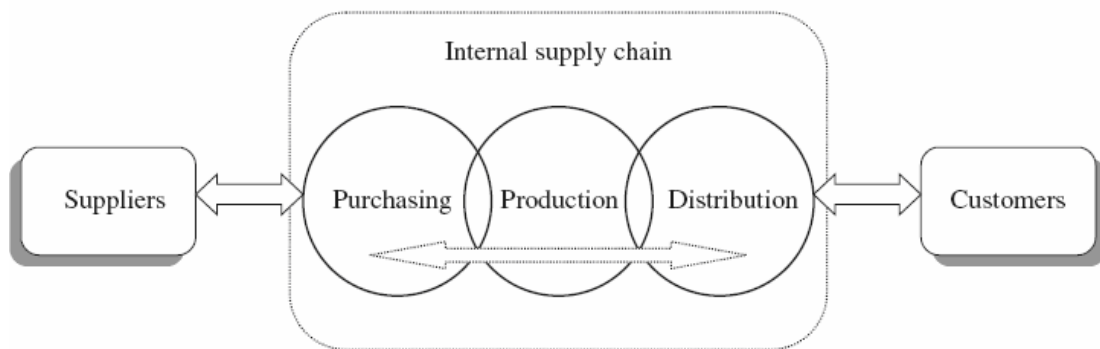 Internal supply chain
Suppliers
Purchasing
Production
Distribution
Customers